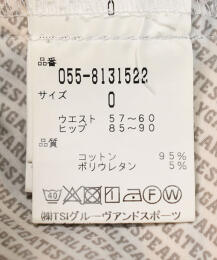 0
品番
055-8131522
サイズ
0
ウエスト 57~60
ヒップ 85~90
品質
コットン 95%
ポリウレタン 5%
40 P W
㈱TSIグルーヴアンドスポーツ